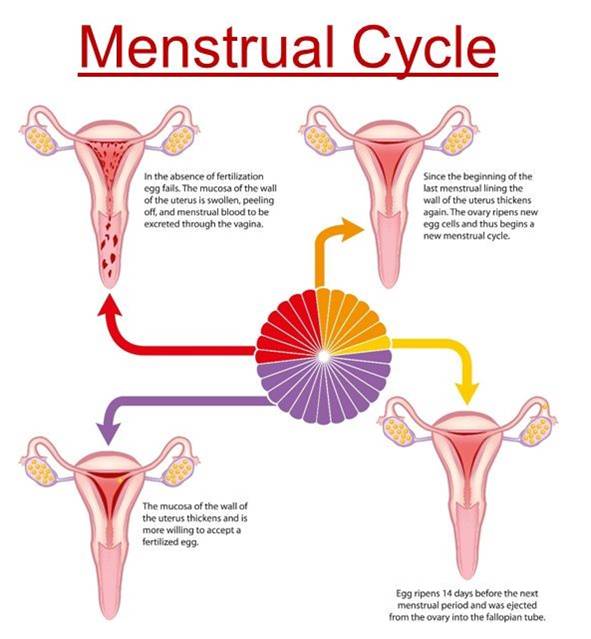 Menstrual Cycle
In the absence of fertilization
egg fails. The mucosa of the wall
of the uterus is swollen, peeling
off, and menstrual blood to be
excreted through the vagina.
Since the beginning of the
last menstrual lining the
wall of the uterus thickens
again. The ovary ripens new
egg cells and thus begins a
new menstrual cycle.
The mucosa of the wall of
the uterus thickens and is
more willing to accept a
fertilized egg.
Egg ripens 14 days before the next
menstrual period and was ejected
from the ovary into the fallopian tube.